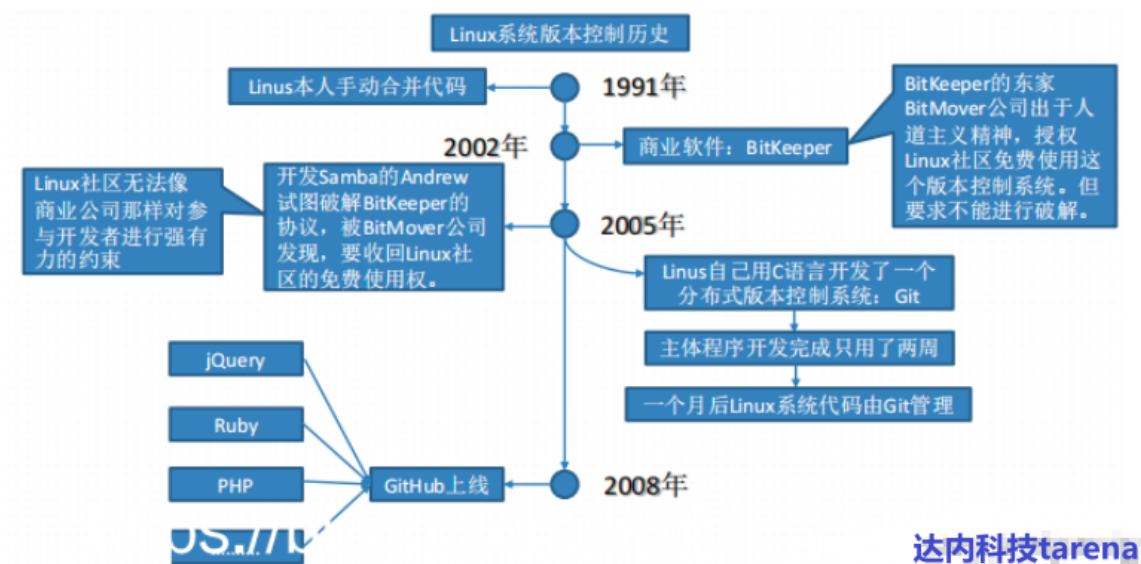 Linux系统版本控制历史
Linus本人手动合并代码
1991年
BitKeeper的东家
BitMover公司出于人
道主义精神，授权
Linux社区免费使用这
个版本控制系统。但
要求不能进行破解。
2002年
商业软件：BitKeeper
Linux社区无法像
商业公司那样对参
与开发者进行强有
力的约束
开发Samba的Andrew
试图破解BitKeeper的
协议，被BitMover公司
发现，要收回Linux社
区的免费使用权。
2005年
Linus自己用C语言开发了一个
分布式版本控制系统：Git
主体程序开发完成只用了两周
一个月后Linux系统代码由Git管理
jQuery
Ruby
PHP
GitHub上线
2008年
........
达内科技tarena